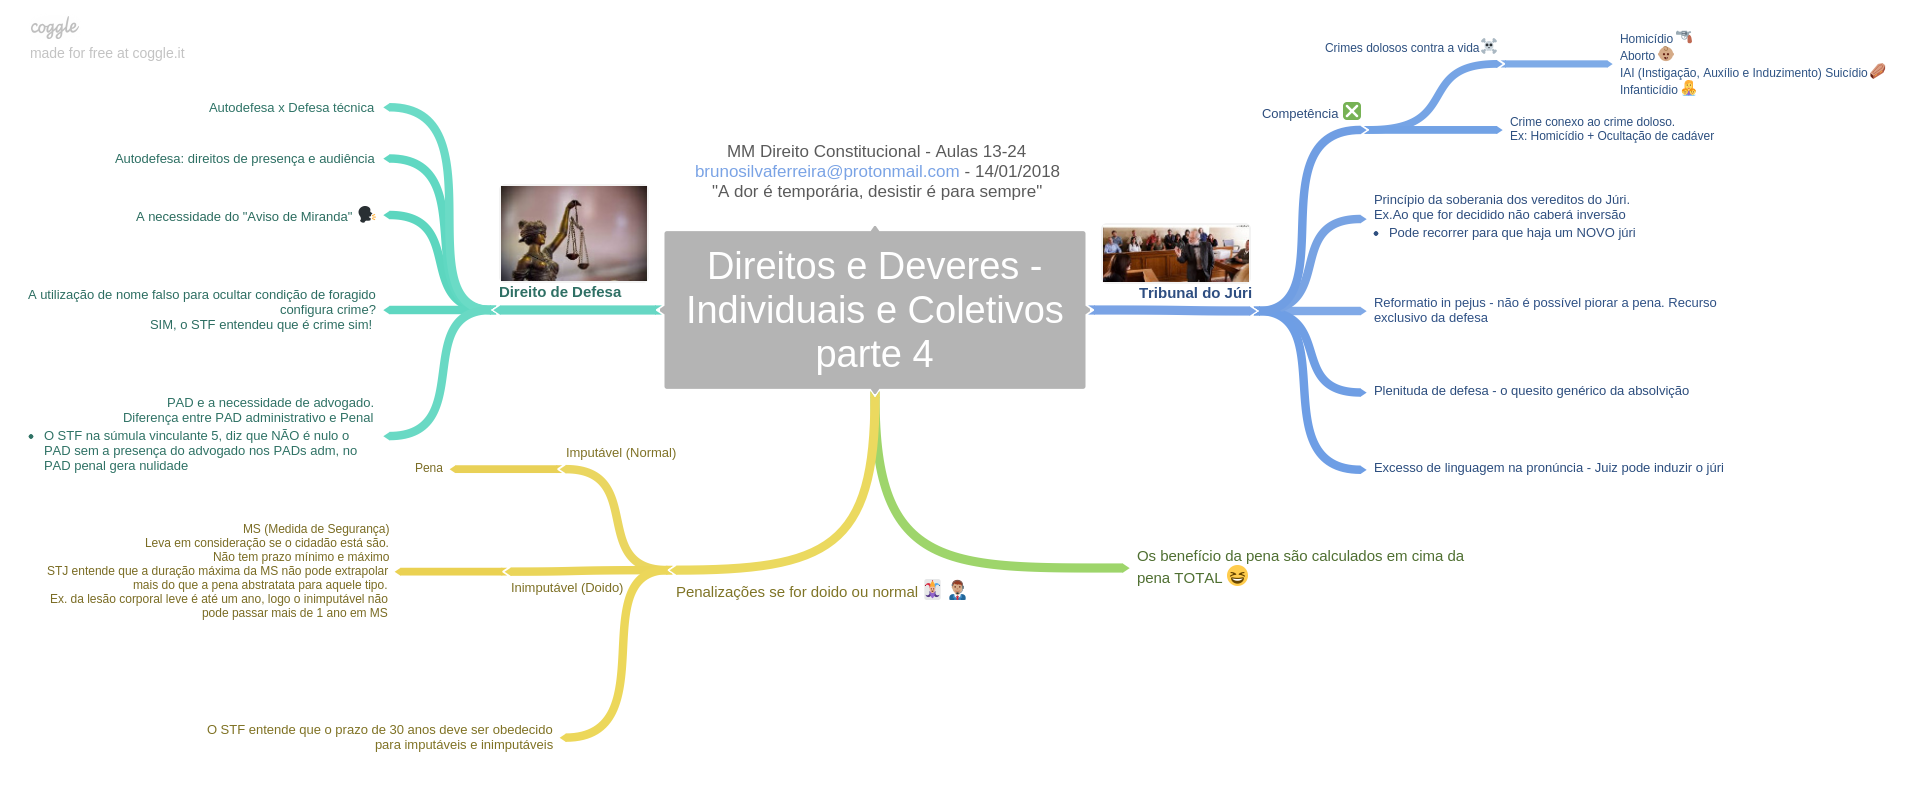 coggle
made for free at coggle.it
MM Direito Constitucional - Aulas 13-24
brunosilvaferreira@protonmail.com - 14/01/2018
"A dor é temporária, desistir é para sempre"
Direitos e Deveres -
Individuais e Coletivos
parte 4
Direito de Defesa
Autodefesa x Defesa técnica
Autodefesa: direitos de presença e audiência
A necessidade do "Aviso de Miranda" 🗣
A utilização de nome falso para ocultar condição de foragido
configura crime?
SIM, o STF entendeu que é crime sim!
PAD e a necessidade de advogado.
Diferença entre PAD administrativo e Penal
• O STF na súmula vinculante 5, diz que NÃO é nulo o
PAD sem a presença do advogado nos PADs adm, no
PAD penal gera nulidade
Tribunal do Júri
Competência ❎
Crimes dolosos contra a vida ☠
Homicídio 🔫
Aborto 👶🏽
IAI (Instigação, Auxílio e Induzimento) Suicídio ⚰
Infanticídio 🤱
Crime conexo ao crime doloso.
Ex: Homicídio + Ocultação de cadáver
Princípio da soberania dos vereditos do Júri.
Ex.Ao que for decidido não caberá inversão
• Pode recorrer para que haja um NOVO júri
Reformatio in pejus - não é possível piorar a pena. Recurso
exclusivo da defesa
Plenituda de defesa - o quesito genérico da absolvição
Excesso de linguagem na pronúncia - Juiz pode induzir o júri
Os benefício da pena são calculados em cima da
pena TOTAL 😆
Penalizações se for doido ou normal 🃏 🤵🏽
Imputável (Normal)
Pena
Inimputável (Doido)
MS (Medida de Segurança)
Leva em consideração se o cidadão está são.
Não tem prazo mínimo e máximo
STJ entende que a duração máxima da MS não pode extrapolar
mais do que a pena abstratata para aquele tipo.
Ex. da lesão corporal leve é até um ano, logo o inimputável não
pode passar mais de 1 ano em MS
O STF entende que o prazo de 30 anos deve ser obedecido
para imputáveis e inimputáveis